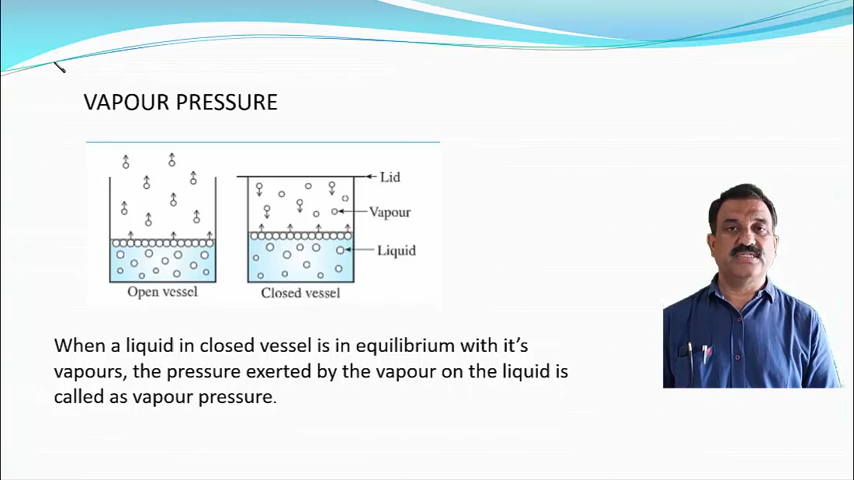 VAPOUR PRESSURE
Lid
Vapour
Liquid
Open vessel
Closed vessel
When a liquid in closed vessel is in equilibrium with it’s
vapours, the pressure exerted by the vapour on the liquid is
called as vapour pressure.